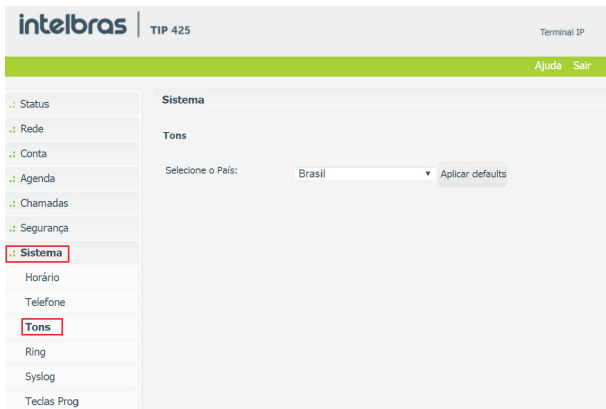 intelbras TIP 425
Terminal IP
Ajuda Sair
.: Status
.: Rede
.: Conta
.: Agenda
.: Chamadas
.: Segurança
.: Sistema
Horário
Telefone
Tons
Ring
Syslog
Teclas Prog
Sistema
Tons
Selecione o País: Brasil Aplicar defaults